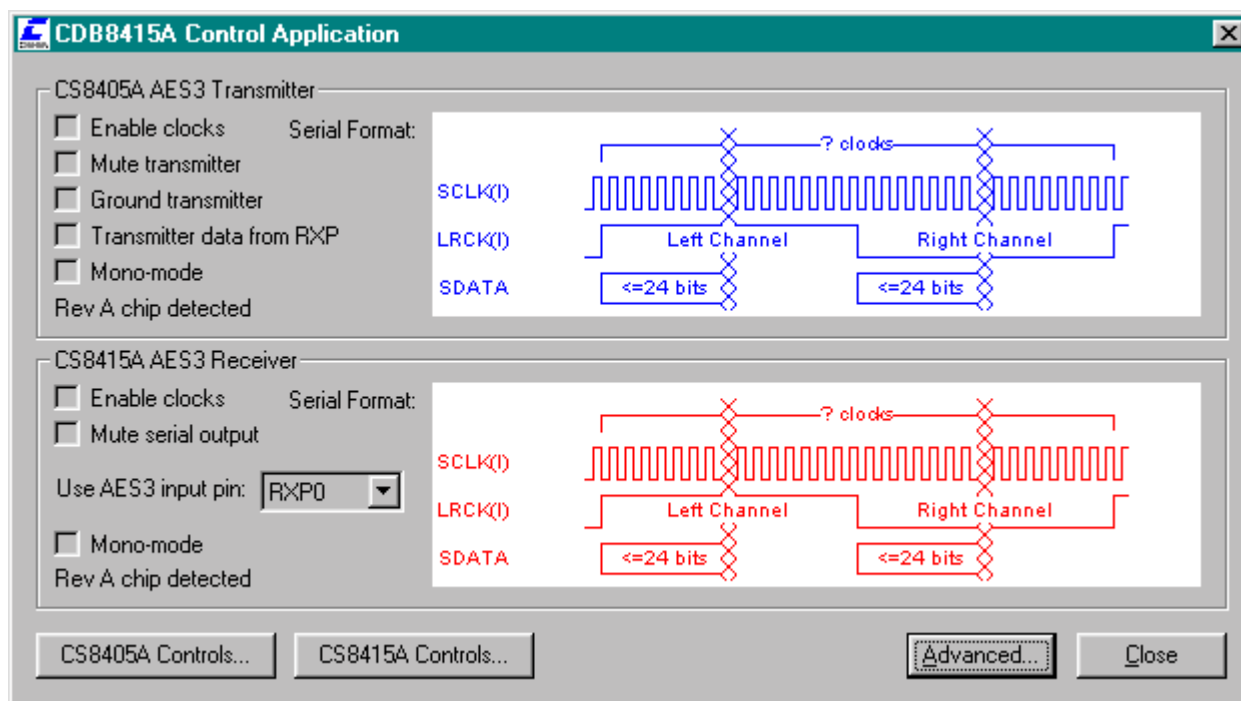 CDB8415A Control Application
CS8405A AES3 Transmitter
Enable clocks
Serial Format:
Mute transmitter
Ground transmitter
Transmitter data from RXP
Mono-mode
Rev A chip detected
? clocks
SCLK(I)
LRCK(I) Left Channel Right Channel
SDATA <=24 bits <=24 bits
CS8415A AES3 Receiver
Enable clocks
Serial Format:
Mute serial output
Use AES3 input pin: RXP0
Mono-mode
Rev A chip detected
? clocks
SCLK(I)
LRCK(I) Left Channel Right Channel
SDATA <=24 bits <=24 bits
CS8405A Controls... CS8415A Controls... Advanced... Close